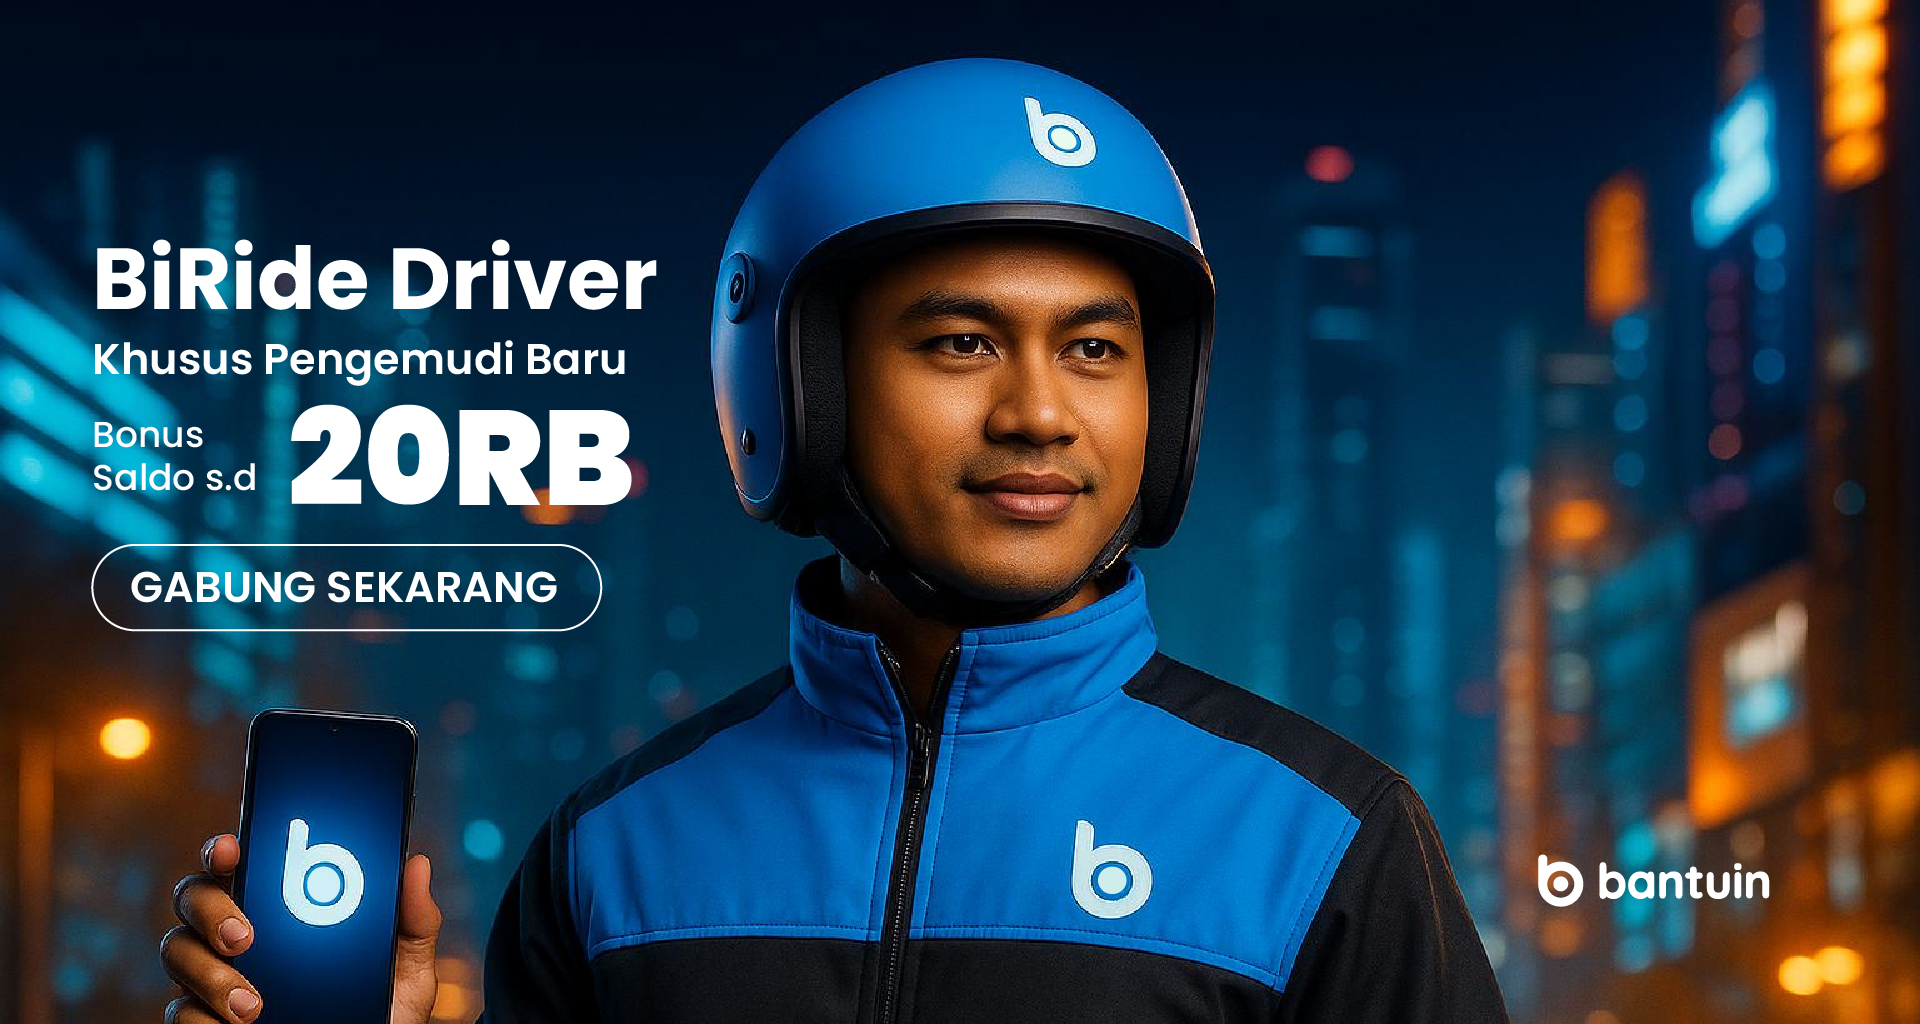 BiRide Driver
Khusus Pengemudi Baru
Bonus
Saldo s.d
20RB
GABUNG SEKARANG
b
b
b
bantuin